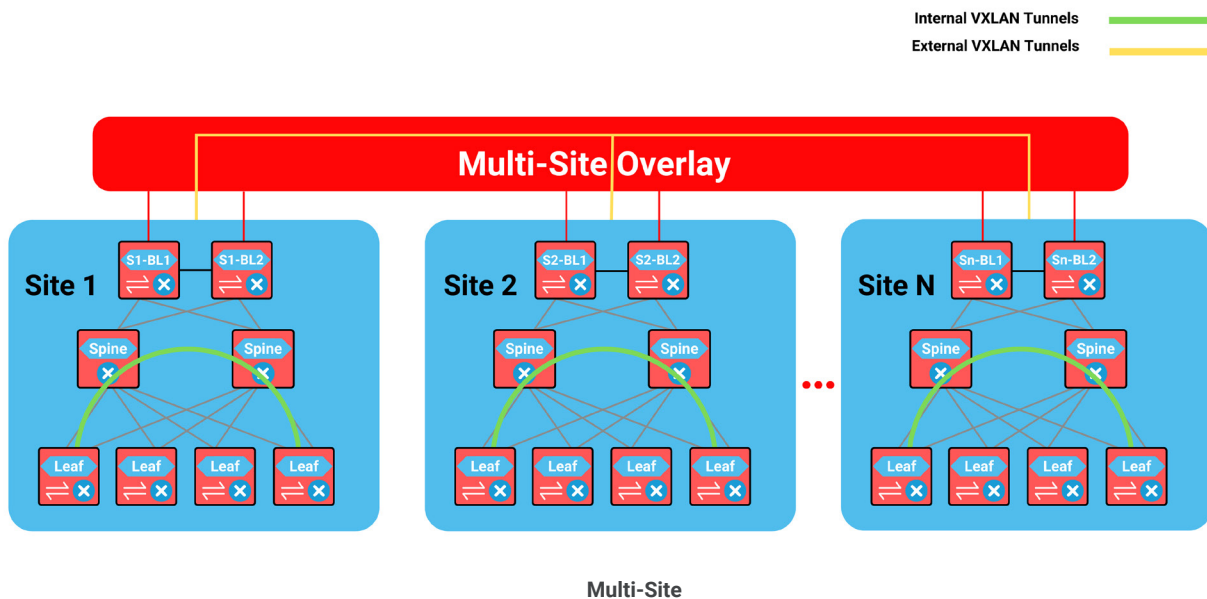 Internal VXLAN Tunnels
External VXLAN Tunnels
Multi-Site Overlay
S1-BL1
S1-BL2
S2-BL1
S2-BL2
Sn-BL1
Sn-BL2
Site 1
Site 2
Site N
Spine
Spine
Spine
Spine
Spine
Spine
Leaf
Leaf
Leaf
Leaf
Leaf
Leaf
Leaf
Leaf
Leaf
Leaf
Leaf
Leaf
Multi-Site